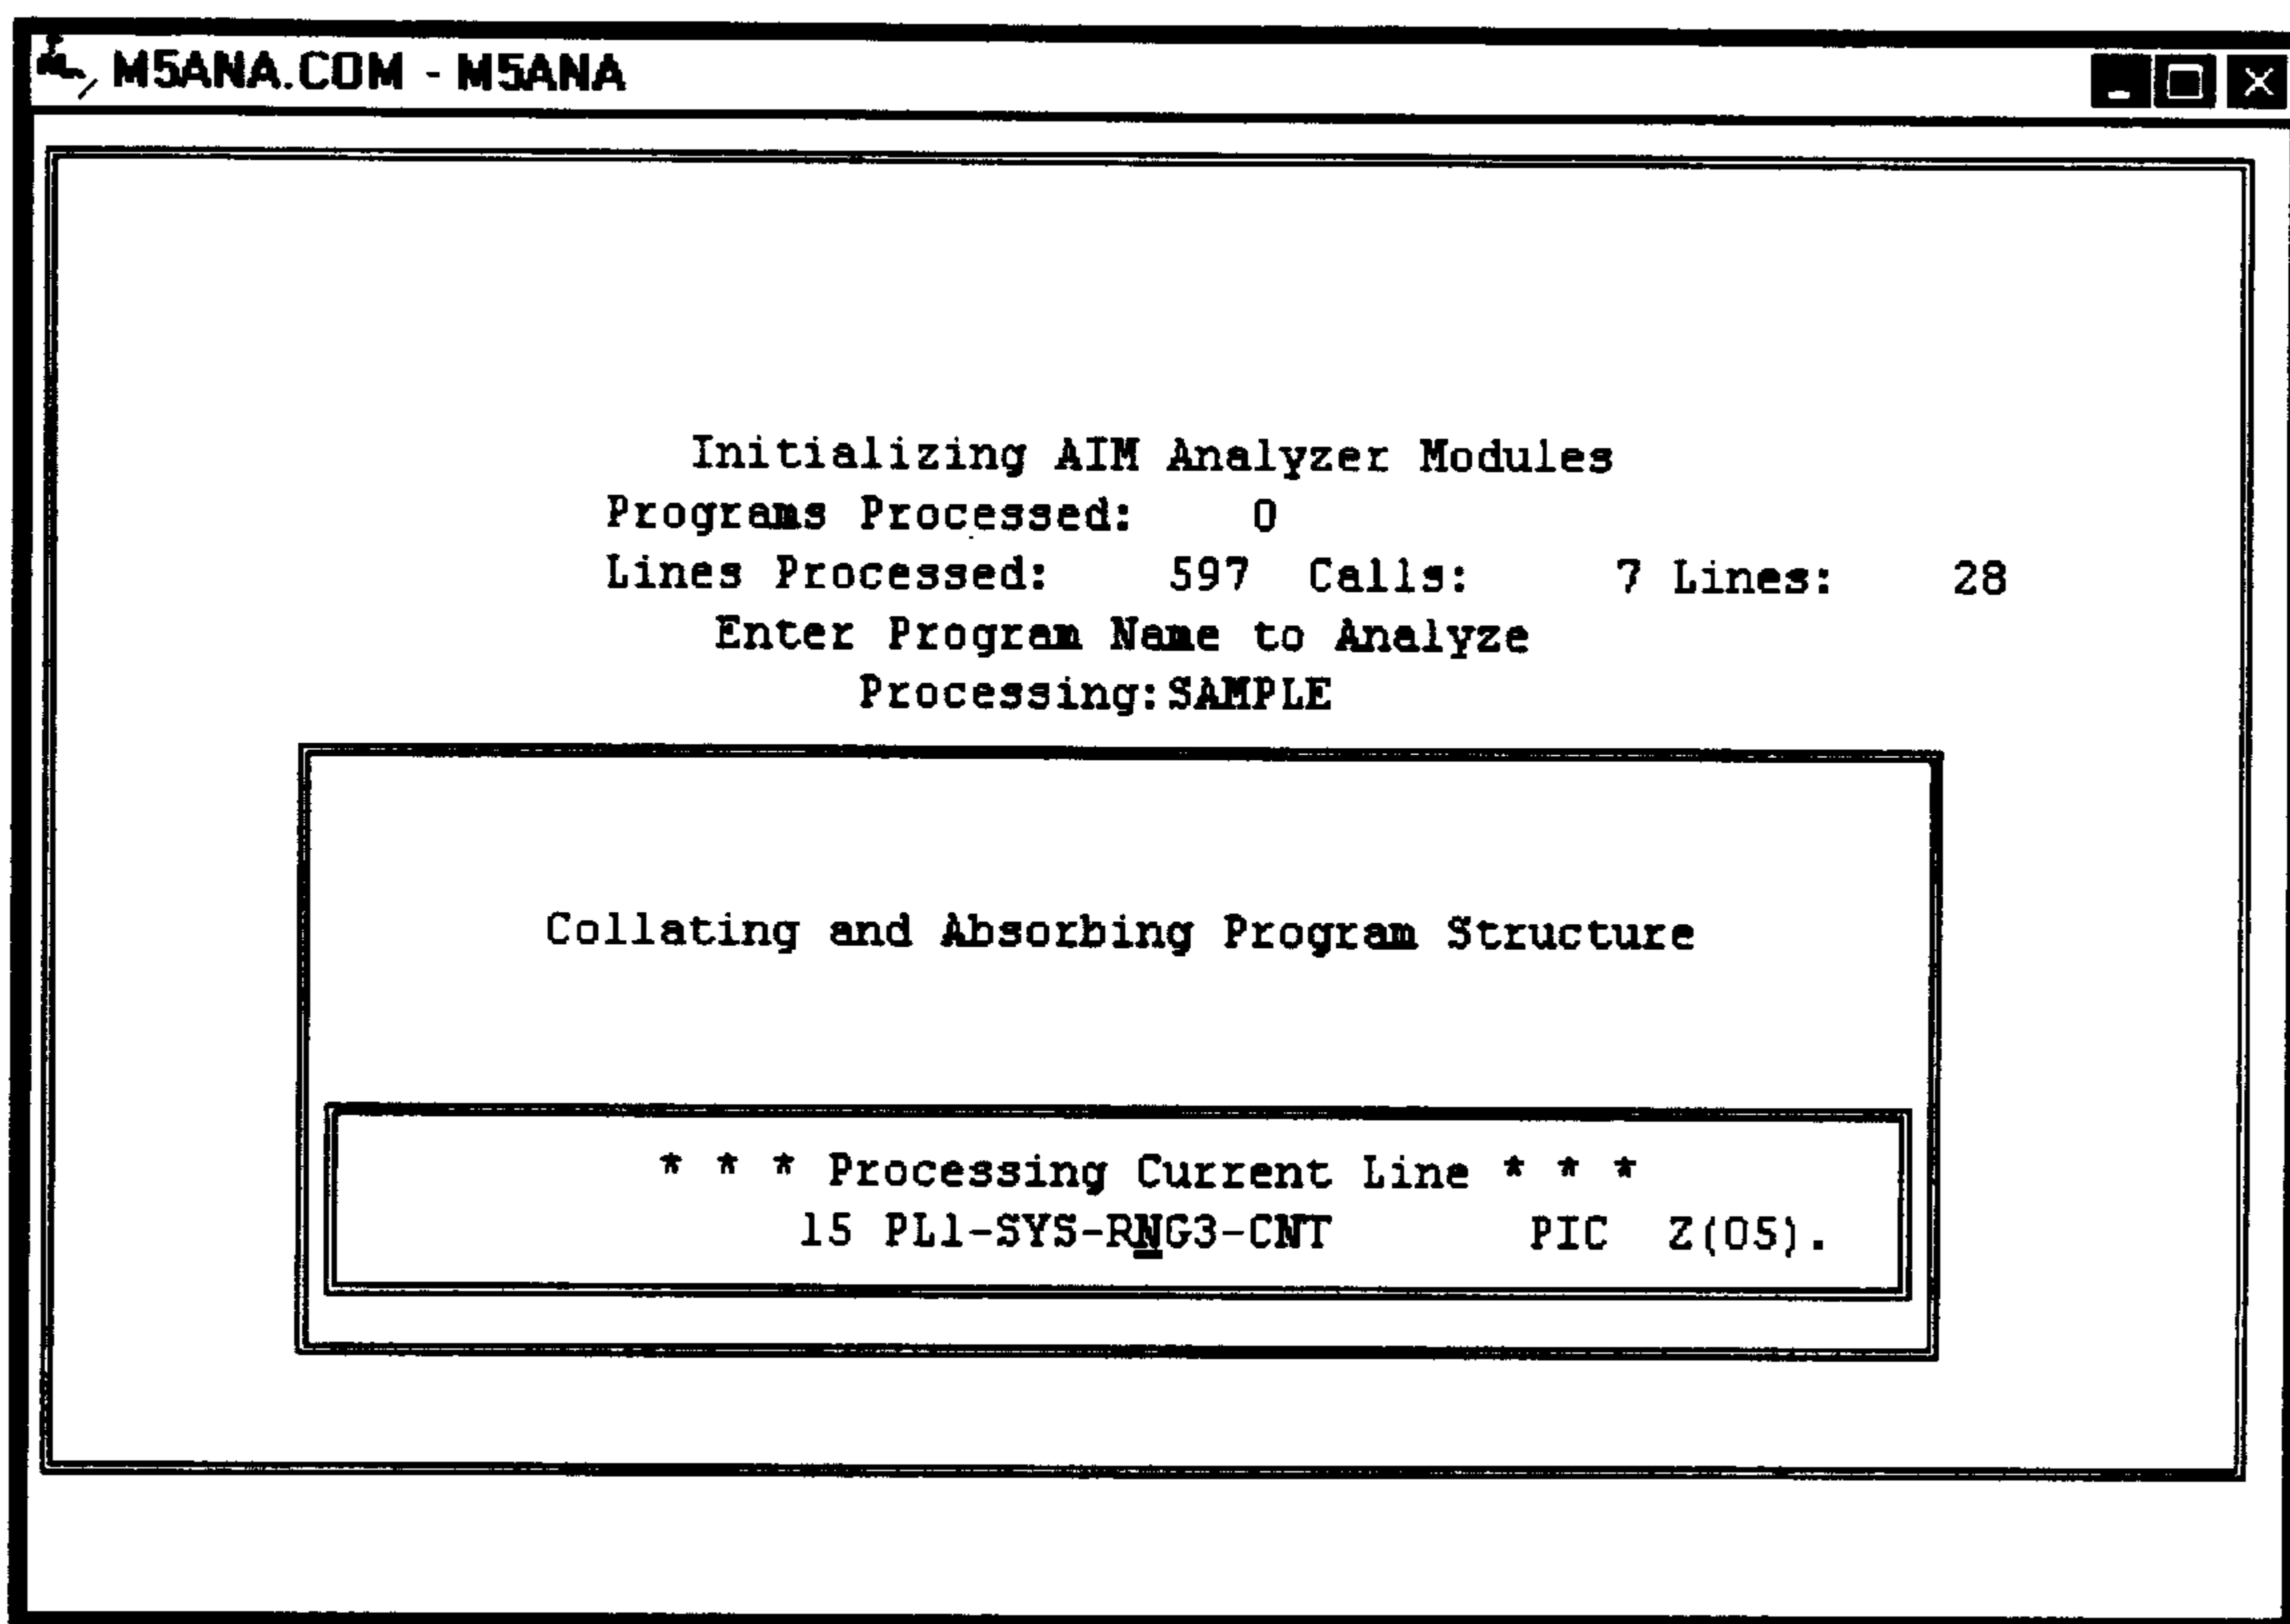 M5ANA.COM - M5ANA
Initializing AIM Analyzer Modules
Programs Processed: 0
Lines Processed: 597 Calls: 7 Lines: 28
Enter Program Name to Analyze
Processing:SAMPLE
Collating and Absorbing Program Structure
* * * Processing Current Line * * *
15 PL1-SYS-RNG3-CNT PIC Z(05).